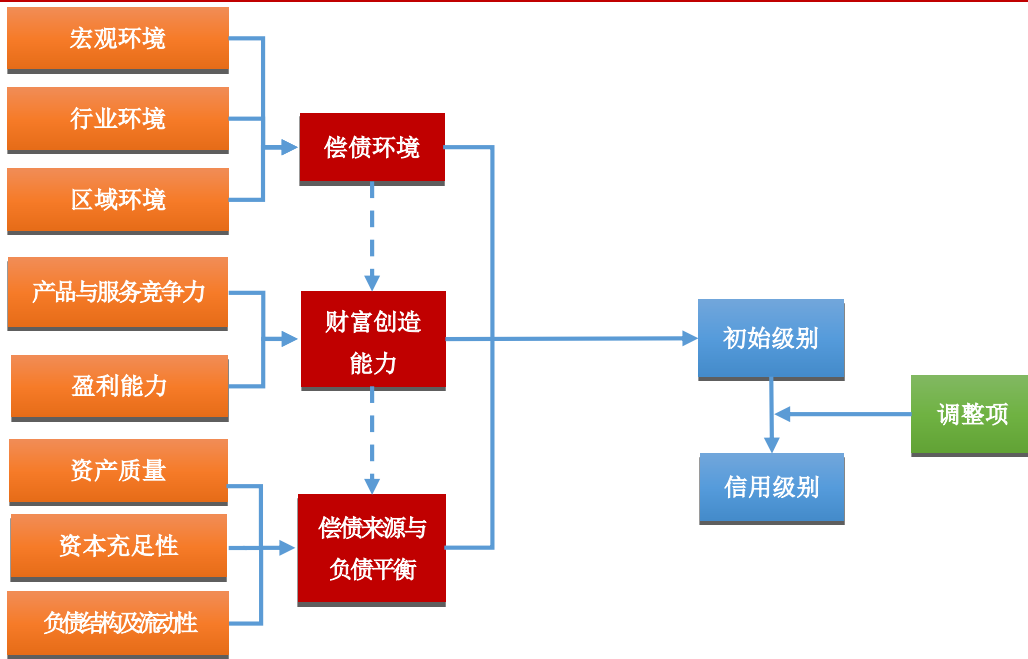 宏观环境
行业环境
区域环境
产品与服务竞争力
盈利能力
资产质量
资本充足性
负债结构及流动性
偿债环境
财富创造
能力
偿债来源与
负债平衡
初始级别
信用级别
调整项